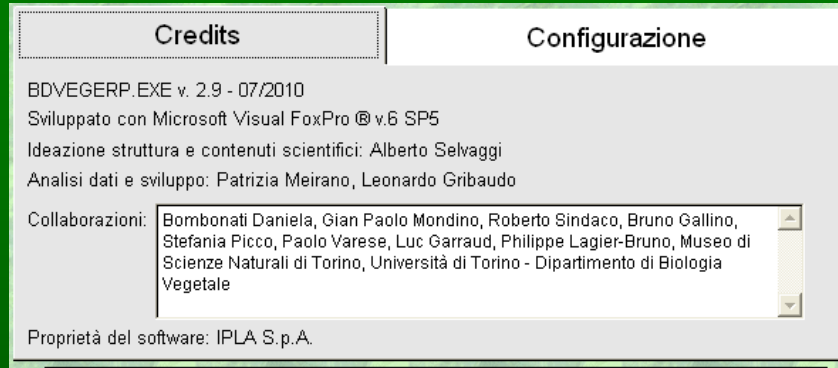 Credits
Configurazione
BDVEGERP.EXE v. 2.9 - 07/2010
Sviluppato con Microsoft Visual FoxPro ® v.6 SP5
Ideazione struttura e contenuti scientifici: Alberto Selvaggi
Analisi dati e sviluppo: Patrizia Meirano, Leonardo Gribaudo
Collaborazioni:
Bombonati Daniela, Gian Paolo Mondino, Roberto Sindaco, Bruno Gallino,
Stefania Picco, Paolo Varese, Luc Garraud, Philippe Lagier-Bruno, Museo di
Scienze Naturali di Torino, Università di Torino - Dipartimento di Biologia
Vegetale
Proprietà del software: IPLA S.p.A.